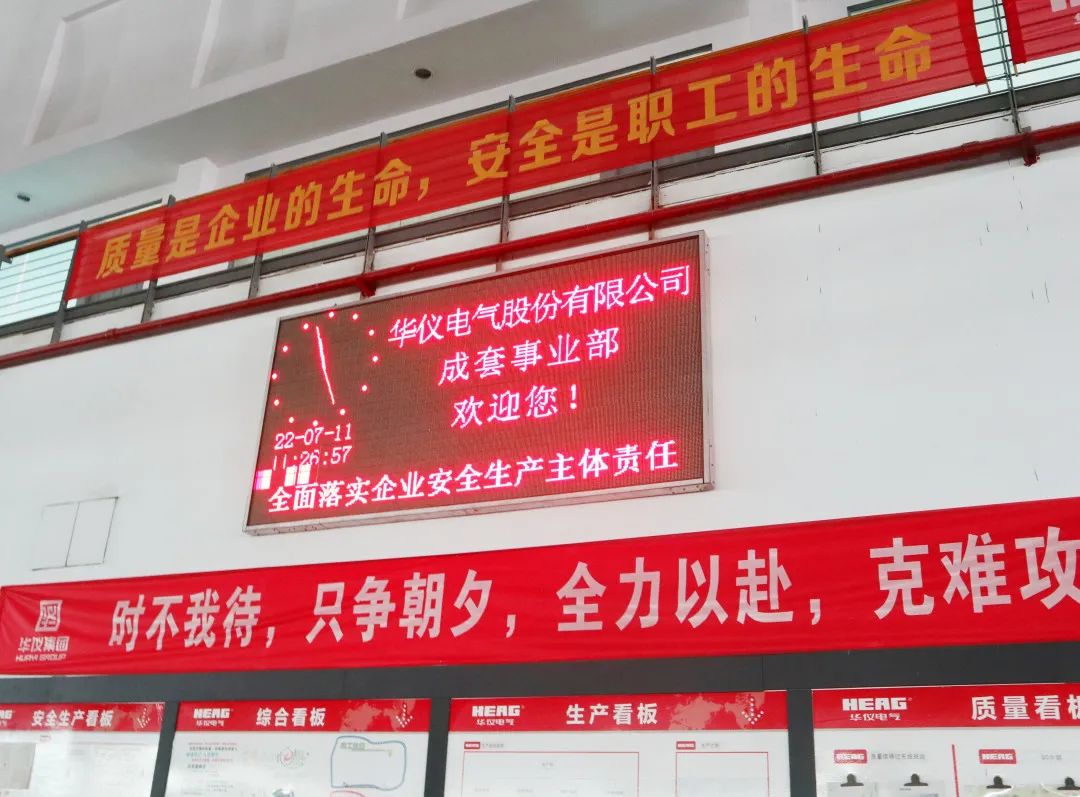 质量是企业的生命，安全是职工的生命
华仪电气股份有限公司
成套事业部
欢迎您！
22-07-11
11:26:57
全面落实企业安全生产主体责任
时不我待，只争朝夕，全力以赴，克难攻
华仪集团
HUAYI GROUP
安全生产看板
HEAG
华仪电气
综合看板
HEAG
华仪电气
生产看板
HEAG
华仪电气
质量看板
HEAG
HEAG
HEAG
HEAG